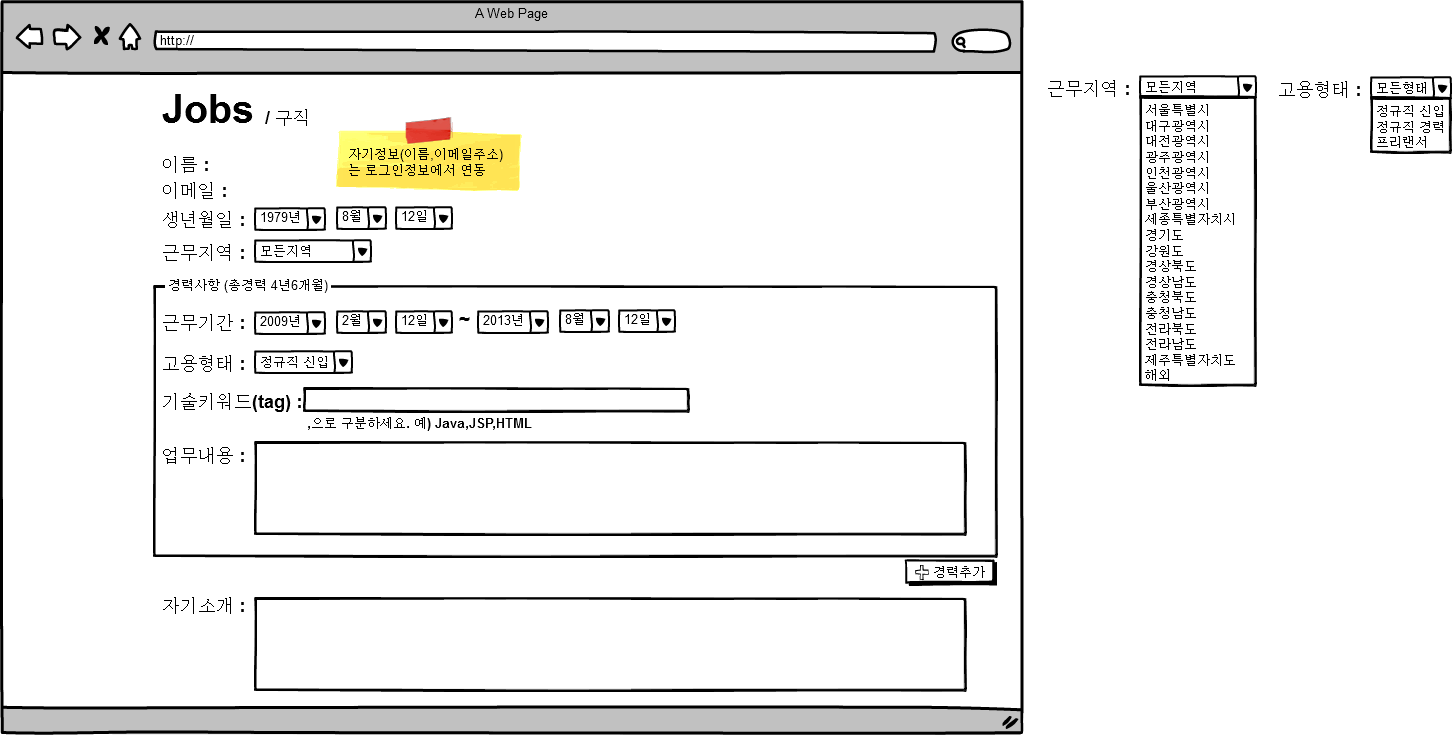 A Web Page
http://
Jobs / 구직
자기정보(이름,이메일주소)
는 로그인정보에서 연동
이름 :
이메일 :
생년월일 : 1979년 8월 12일
근무지역 : 모든지역
경력사항 (총경력 4년6개월)
근무기간 : 2009년 2월 12일 ~ 2013년 8월 12일
고용형태 : 정규직 신입
기술키워드(tag) :
,으로 구분하세요. 예) Java,JSP,HTML
업무내용 :
경력추가
자기소개 :
근무지역 : 모든지역
서울특별시
대구광역시
대전광역시
광주광역시
인천광역시
울산광역시
부산광역시
세종특별자치시
경기도
강원도
경상북도
경상남도
충청북도
충청남도
전라북도
전라남도
제주특별자치도
해외
고용형태 : 모든형태
정규직 신입
정규직 경력
프리랜서